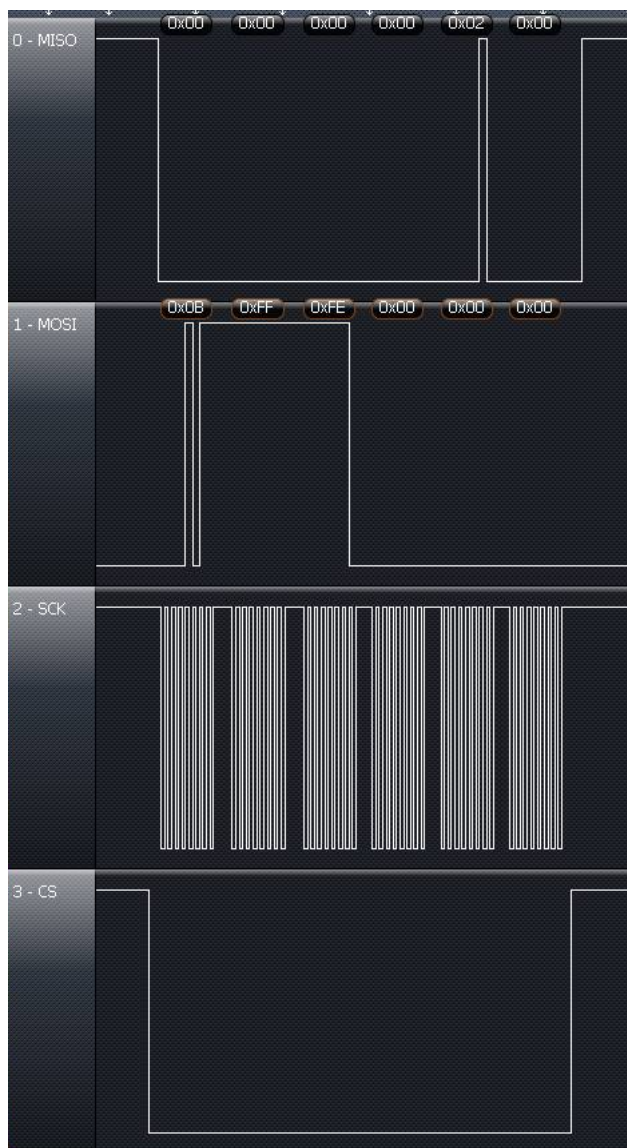 0x00 0x00 0x00 0x00 0x02 0x00
0 - MISO
0x0B 0xFF 0xFE 0x00 0x00 0x00
1 - MOSI
2 - SCK
3 - CS